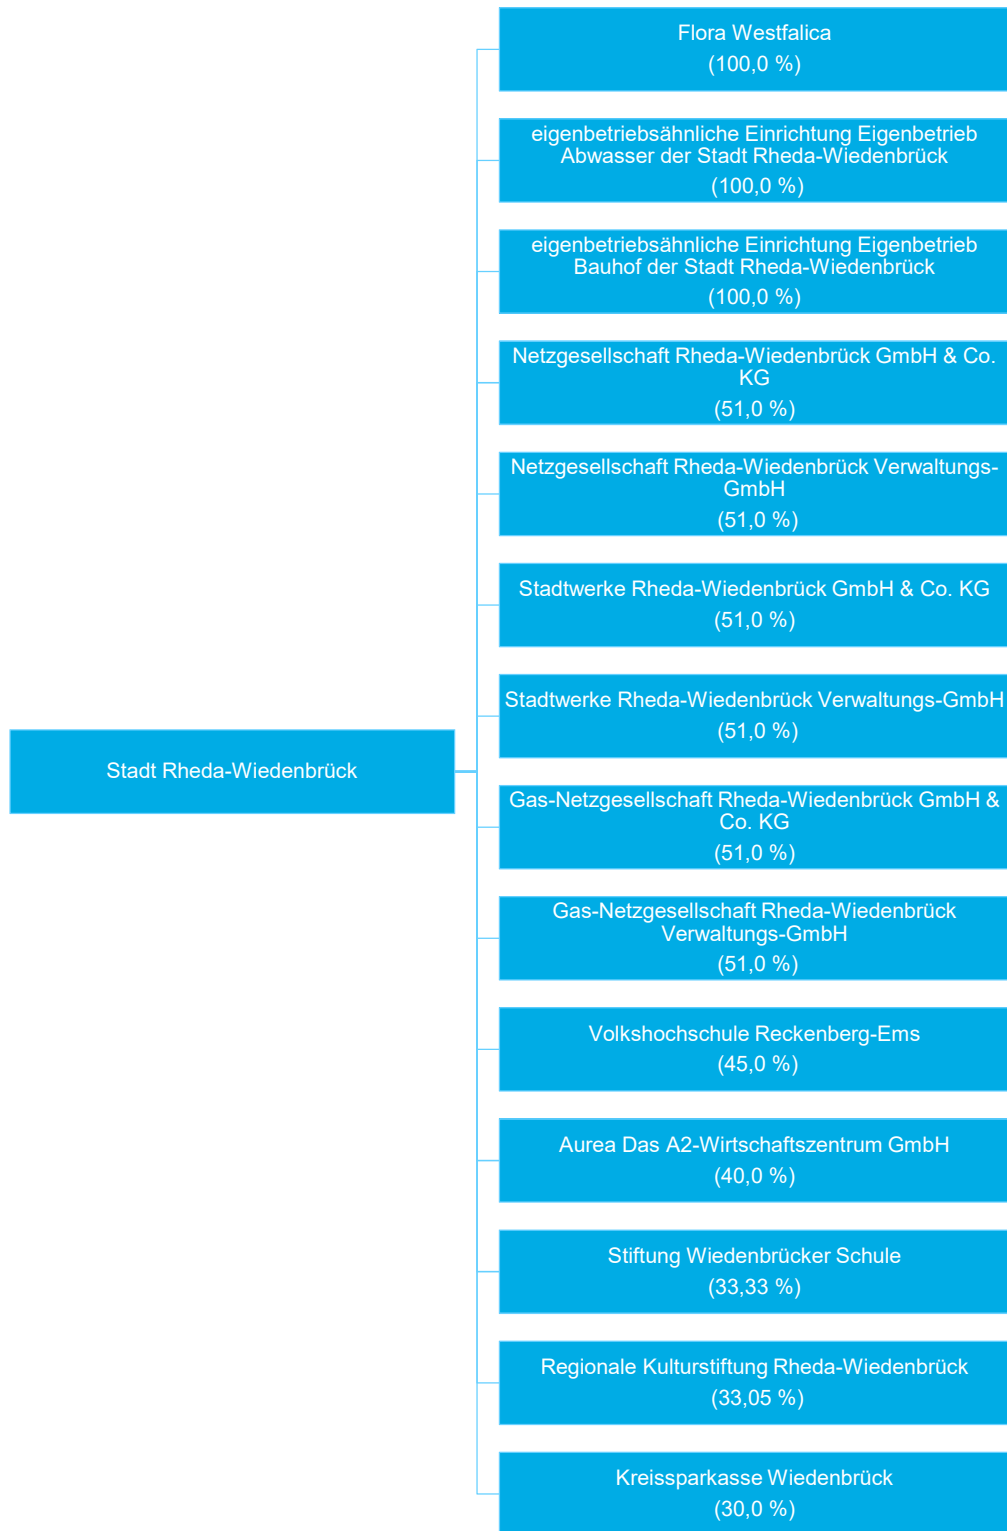 Flora Westfalica
(100,0 %)
eigenbetriebsähnliche Einrichtung Eigenbetrieb
Abwasser der Stadt Rheda-Wiedenbrück
(100,0 %)
eigenbetriebsähnliche Einrichtung Eigenbetrieb
Bauhof der Stadt Rheda-Wiedenbrück
(100,0 %)
Netzgesellschaft Rheda-Wiedenbrück GmbH & Co.
KG
(51,0 %)
Netzgesellschaft Rheda-Wiedenbrück Verwaltungs-
GmbH
(51,0 %)
Stadtwerke Rheda-Wiedenbrück GmbH & Co. KG
(51,0 %)
Stadtwerke Rheda-Wiedenbrück Verwaltungs-GmbH
(51,0 %)
Stadt Rheda-Wiedenbrück
Gas-Netzgesellschaft Rheda-Wiedenbrück GmbH &
Co. KG
(51,0 %)
Gas-Netzgesellschaft Rheda-Wiedenbrück
Verwaltungs-GmbH
(51,0 %)
Volkshochschule Reckenberg-Ems
(45,0 %)
Aurea Das A2-Wirtschaftszentrum GmbH
(40,0 %)
Stiftung Wiedenbrücker Schule
(33,33 %)
Regionale Kulturstiftung Rheda-Wiedenbrück
(33,05 %)
Kreissparkasse Wiedenbrück
(30,0 %)